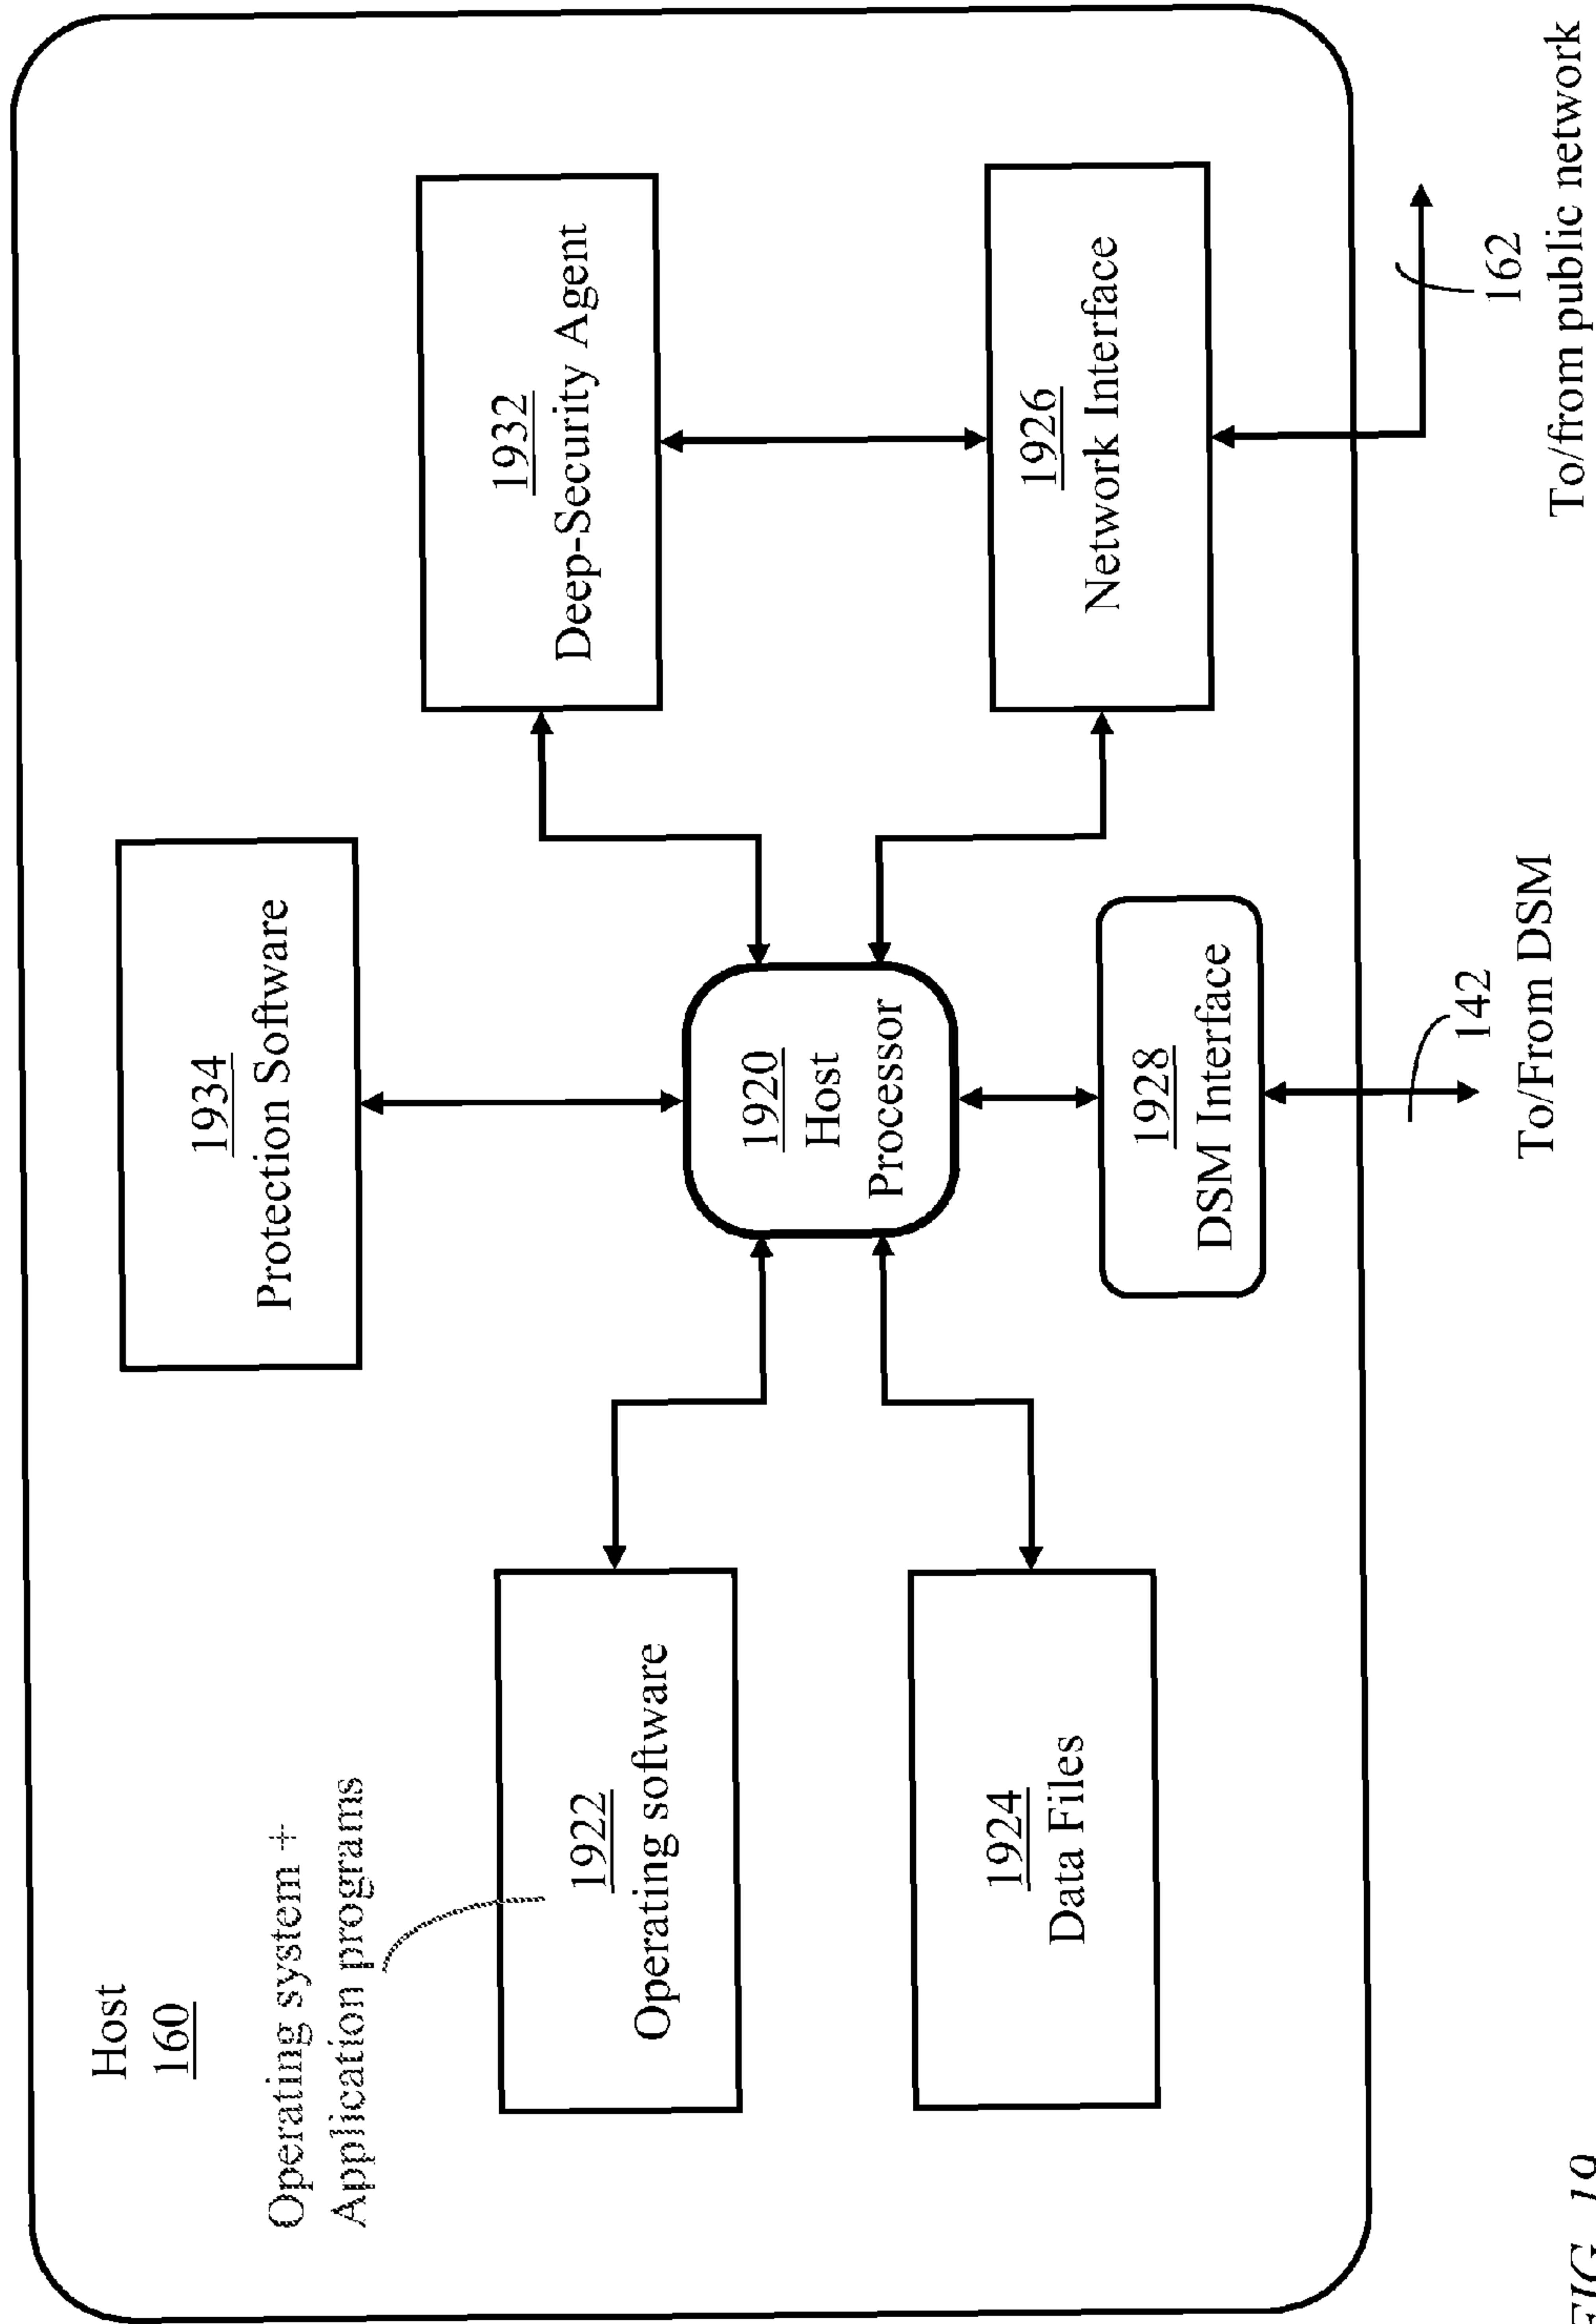 Host
160
Operating system +
Application programs
1934
Protection Software
1922
Operating software
1932
Deep-Security Agent
1920
Host
Processor
1924
Data Files
1926
Network Interface
1928
DSM Interface
142
To/From DSM
162
To/from public network
FIG. 19